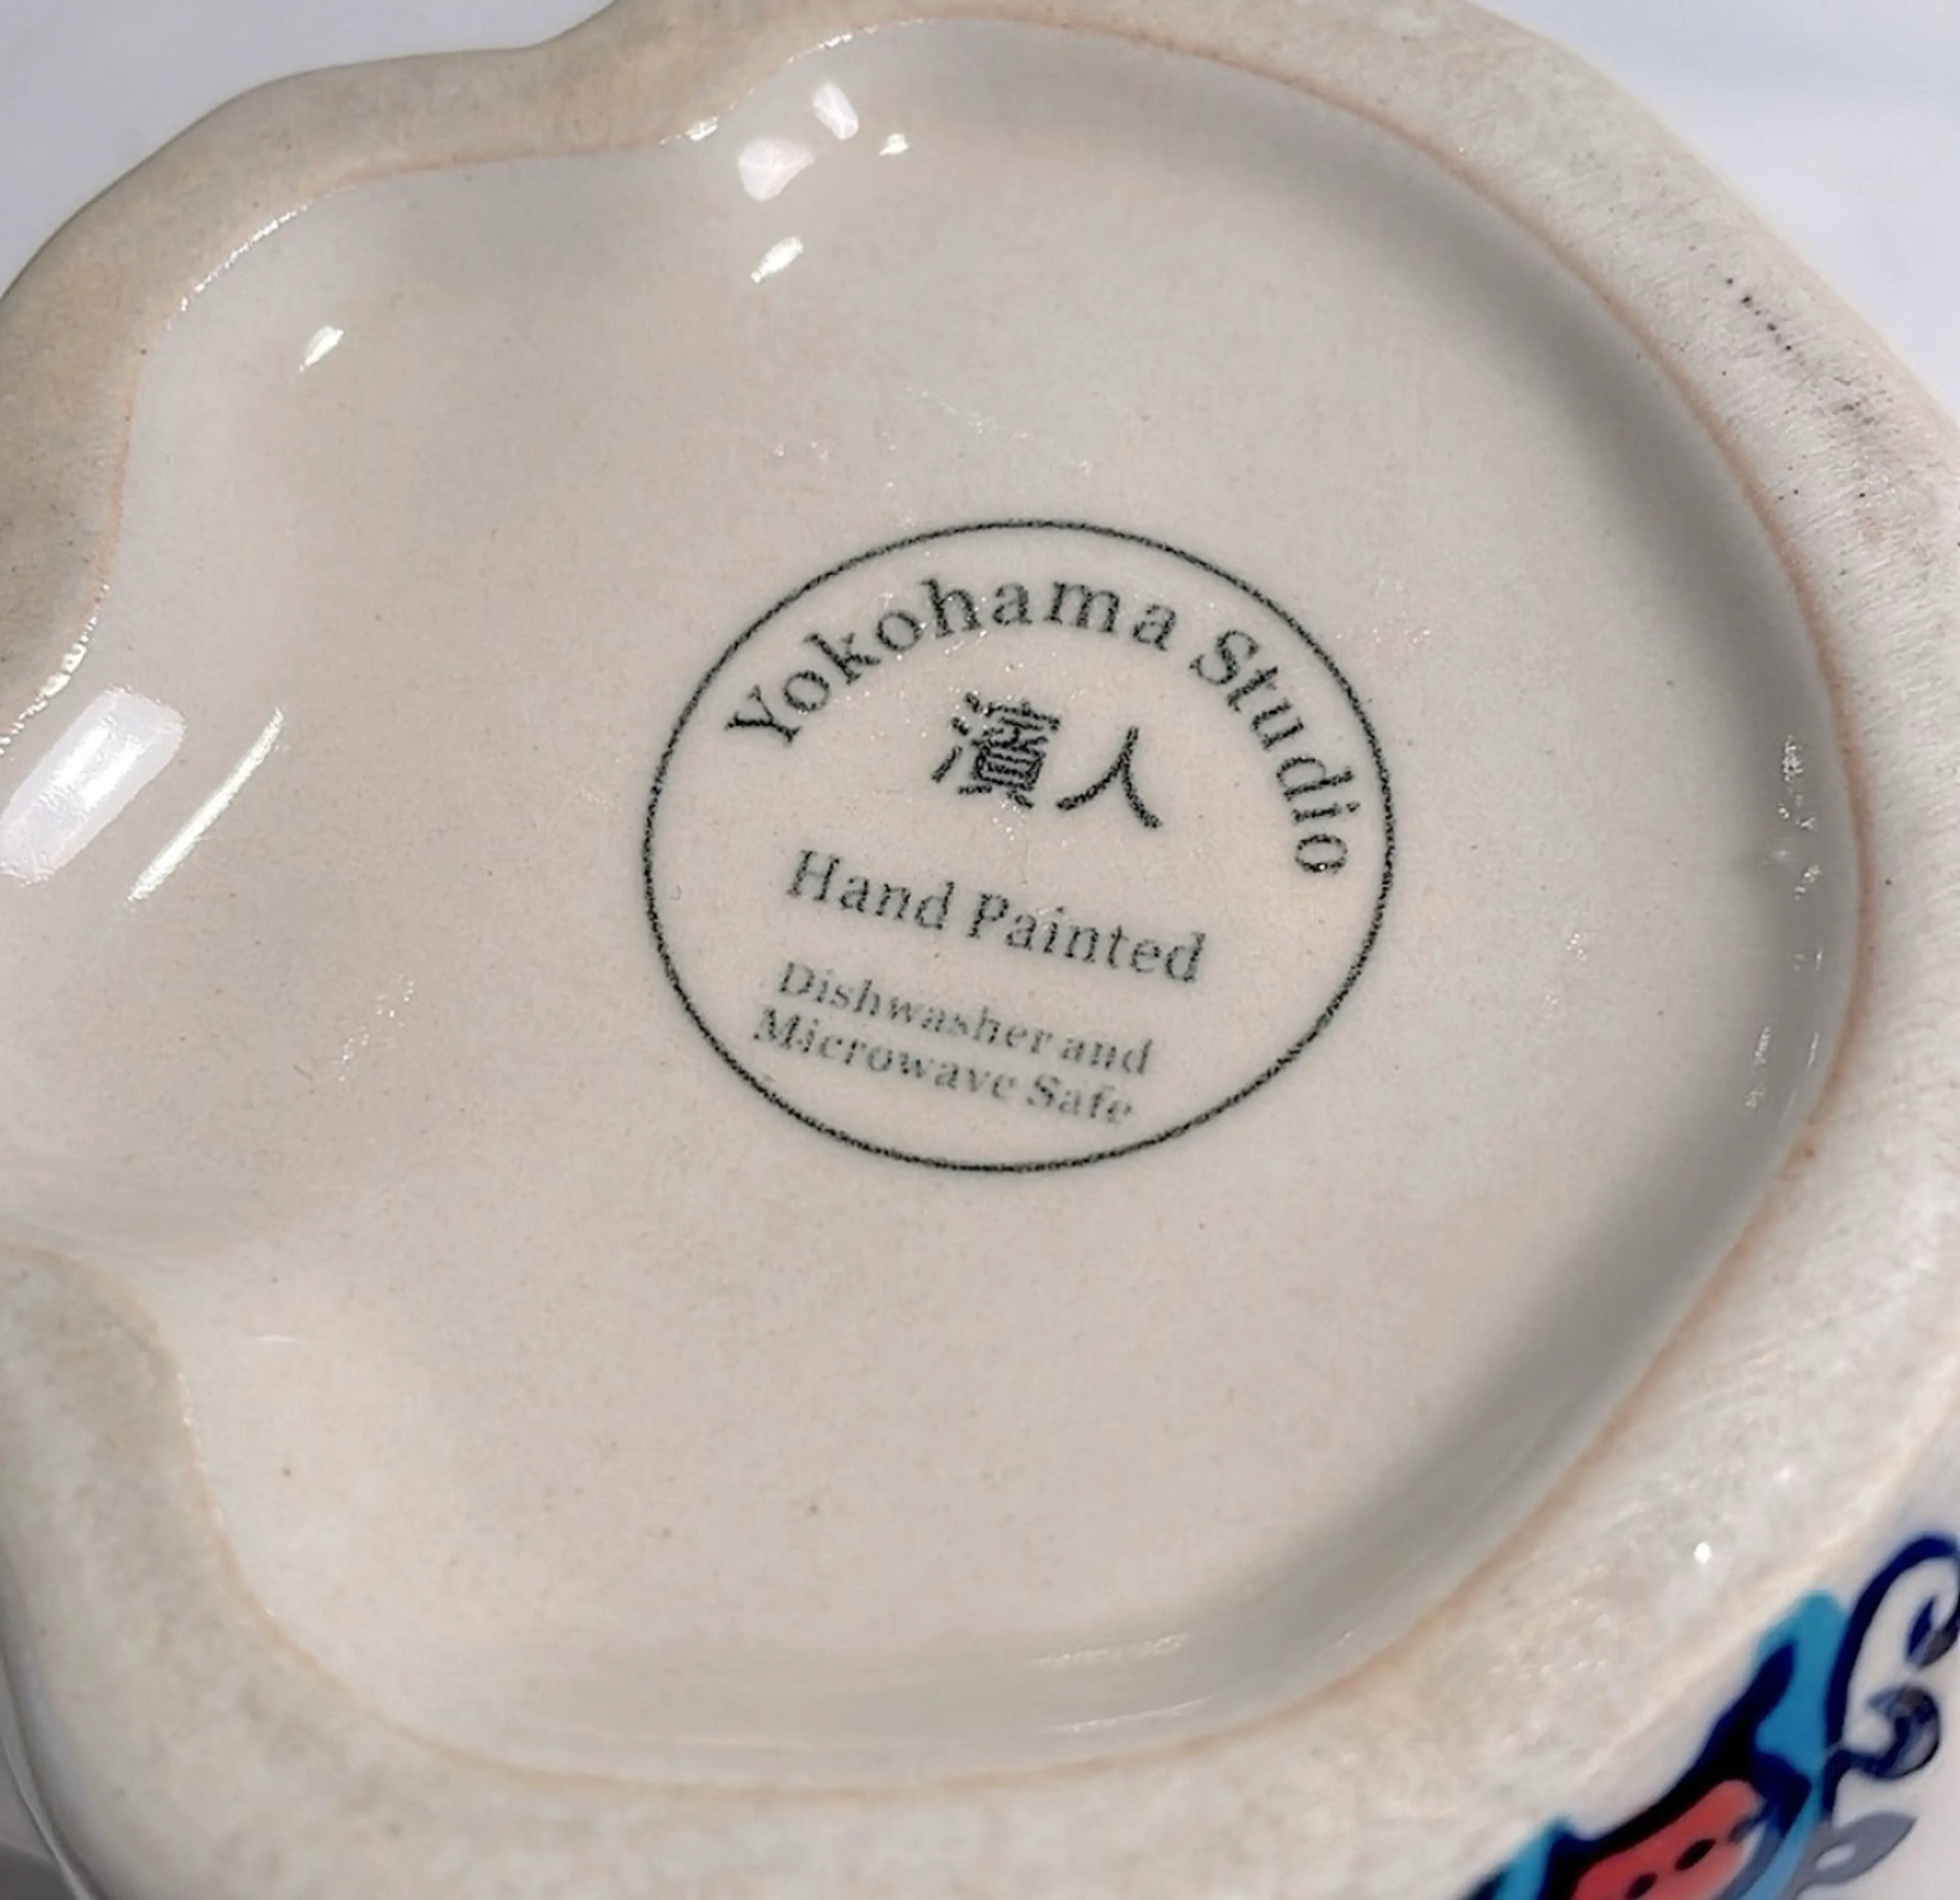 Yokohama Studio
濱人
Hand Painted
Dishwasher and
Microwave Safe